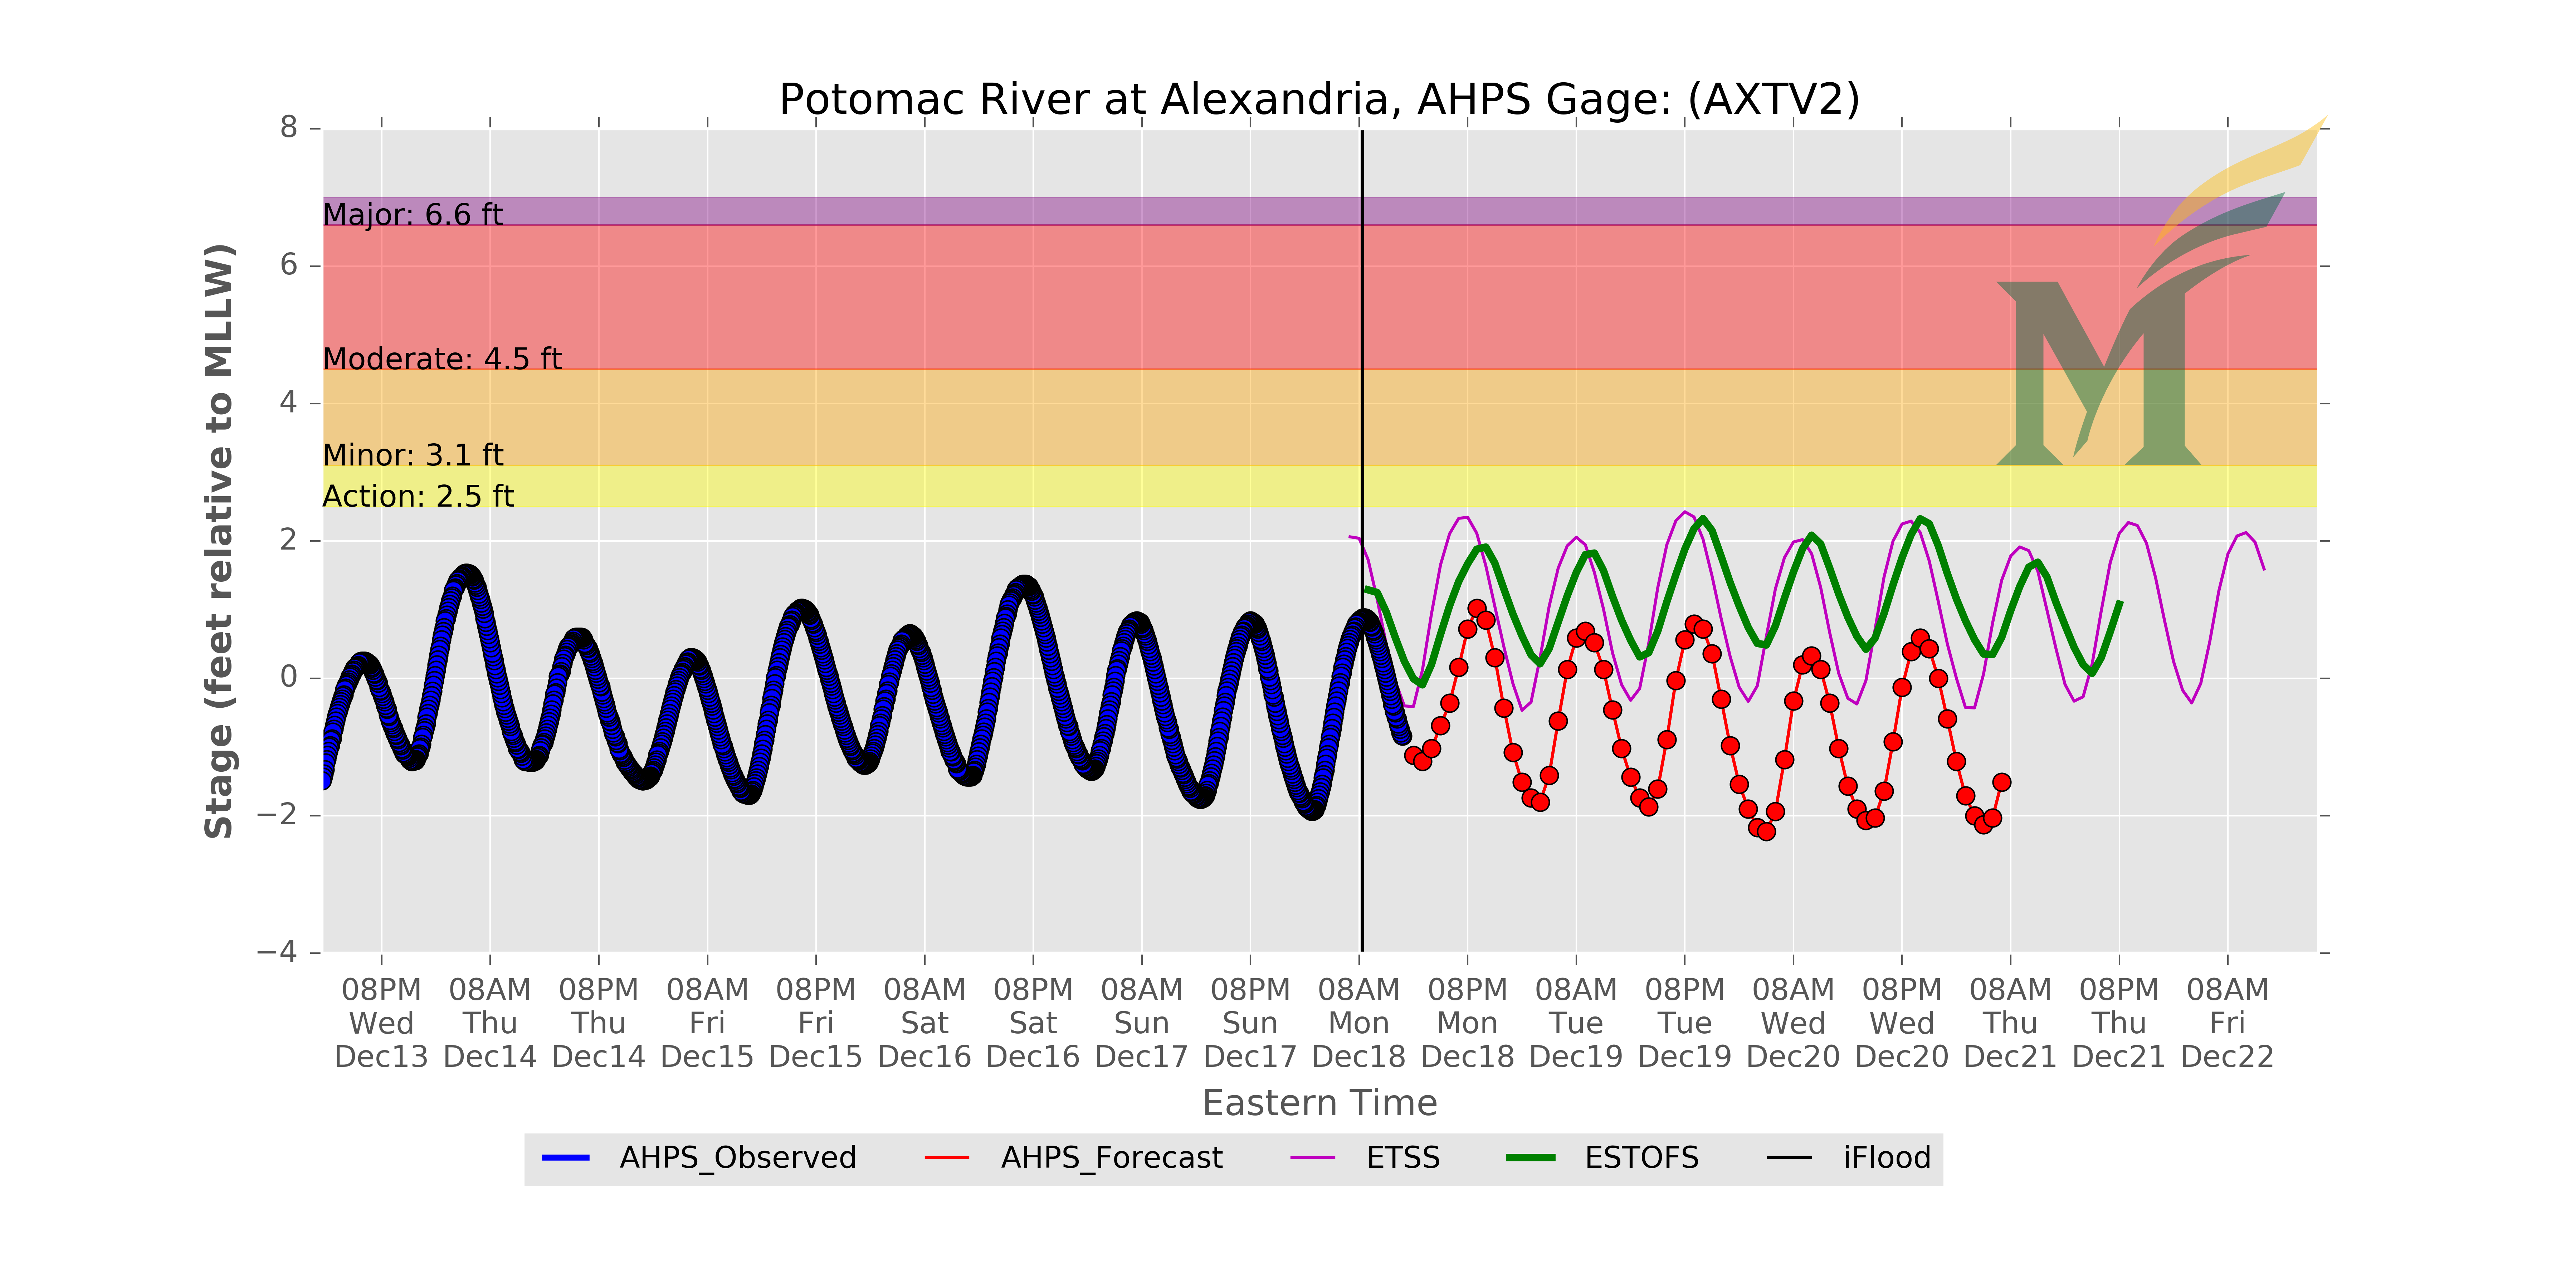 Potomac River at Alexandria, AHPS Gage: (AXTV2)
Stage (feet relative to MLLW)
8
6
4
2
0
−2
−4
Major: 6.6 ft
Moderate: 4.5 ft
Minor: 3.1 ft
Action: 2.5 ft
M
08PM 08AM 08PM 08AM 08PM 08AM 08PM 08AM 08PM 08AM 08PM 08AM 08PM 08AM 08PM 08AM 08PM 08AM
Wed Thu Thu Fri Fri Sat Sat Sun Sun Mon Mon Tue Tue Wed Wed Thu Thu Fri
Dec13 Dec14 Dec14 Dec15 Dec15 Dec16 Dec16 Dec17 Dec17 Dec18 Dec18 Dec19 Dec19 Dec20 Dec20 Dec21 Dec21 Dec22
Eastern Time
AHPS_Observed AHPS_Forecast ETSS ESTOFS iFlood